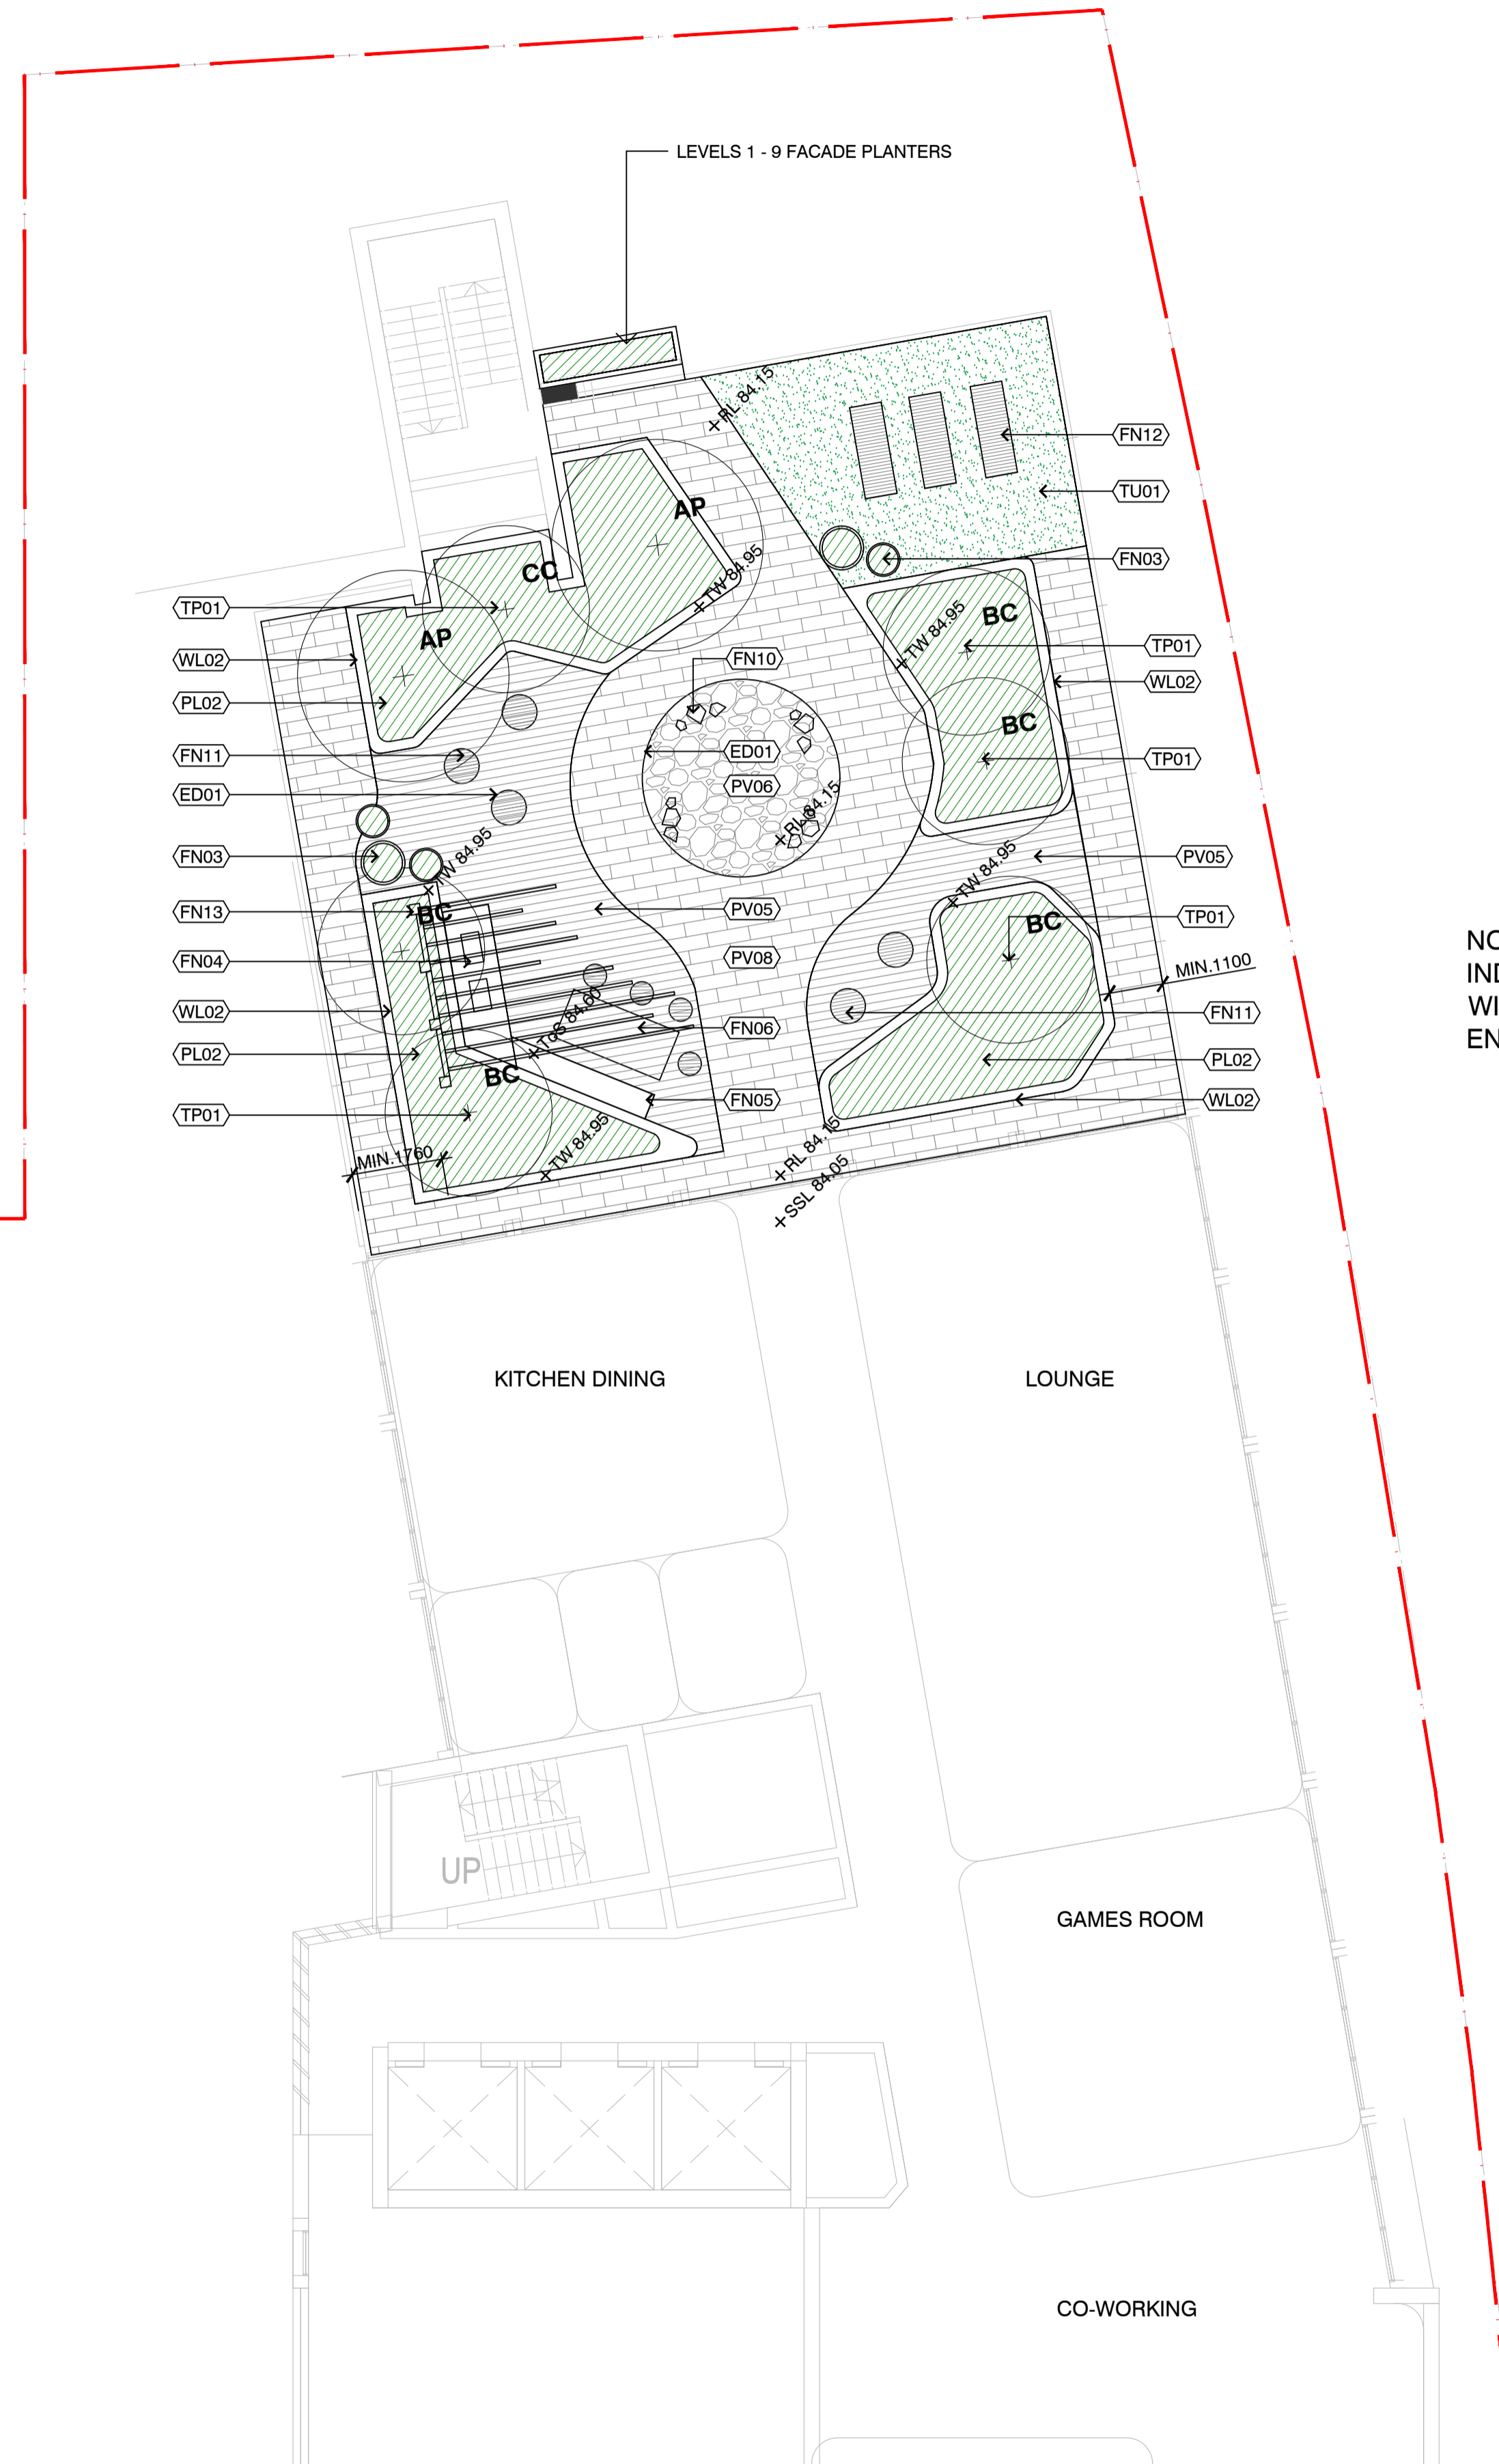 LEVELS 1 - 9 FACADE PLANTERS
RL 84.15
FN12
AP
TU01
TW 84.95
FN03
CC
TP01
BC
TW 84.95
AP
TP01
WL02
FN10
WL02
PL02
BC
FN11
ED01
TP01
ED01
PV06
RL 84.15
FN03
TW 84.95
TW 84.95
PV05
FN13
BC
PV05
BC
TP01
NO
IND
WI
EN
FN04
PV08
MIN.1100
WL02
ToS 84.60
FN06
FN11
PL02
BC
PL02
FN05
WL02
TP01
TW 84.95
RL 84.15
MIN.1760
SSL 84.05
KITCHEN DINING
LOUNGE
UP
GAMES ROOM
CO-WORKING